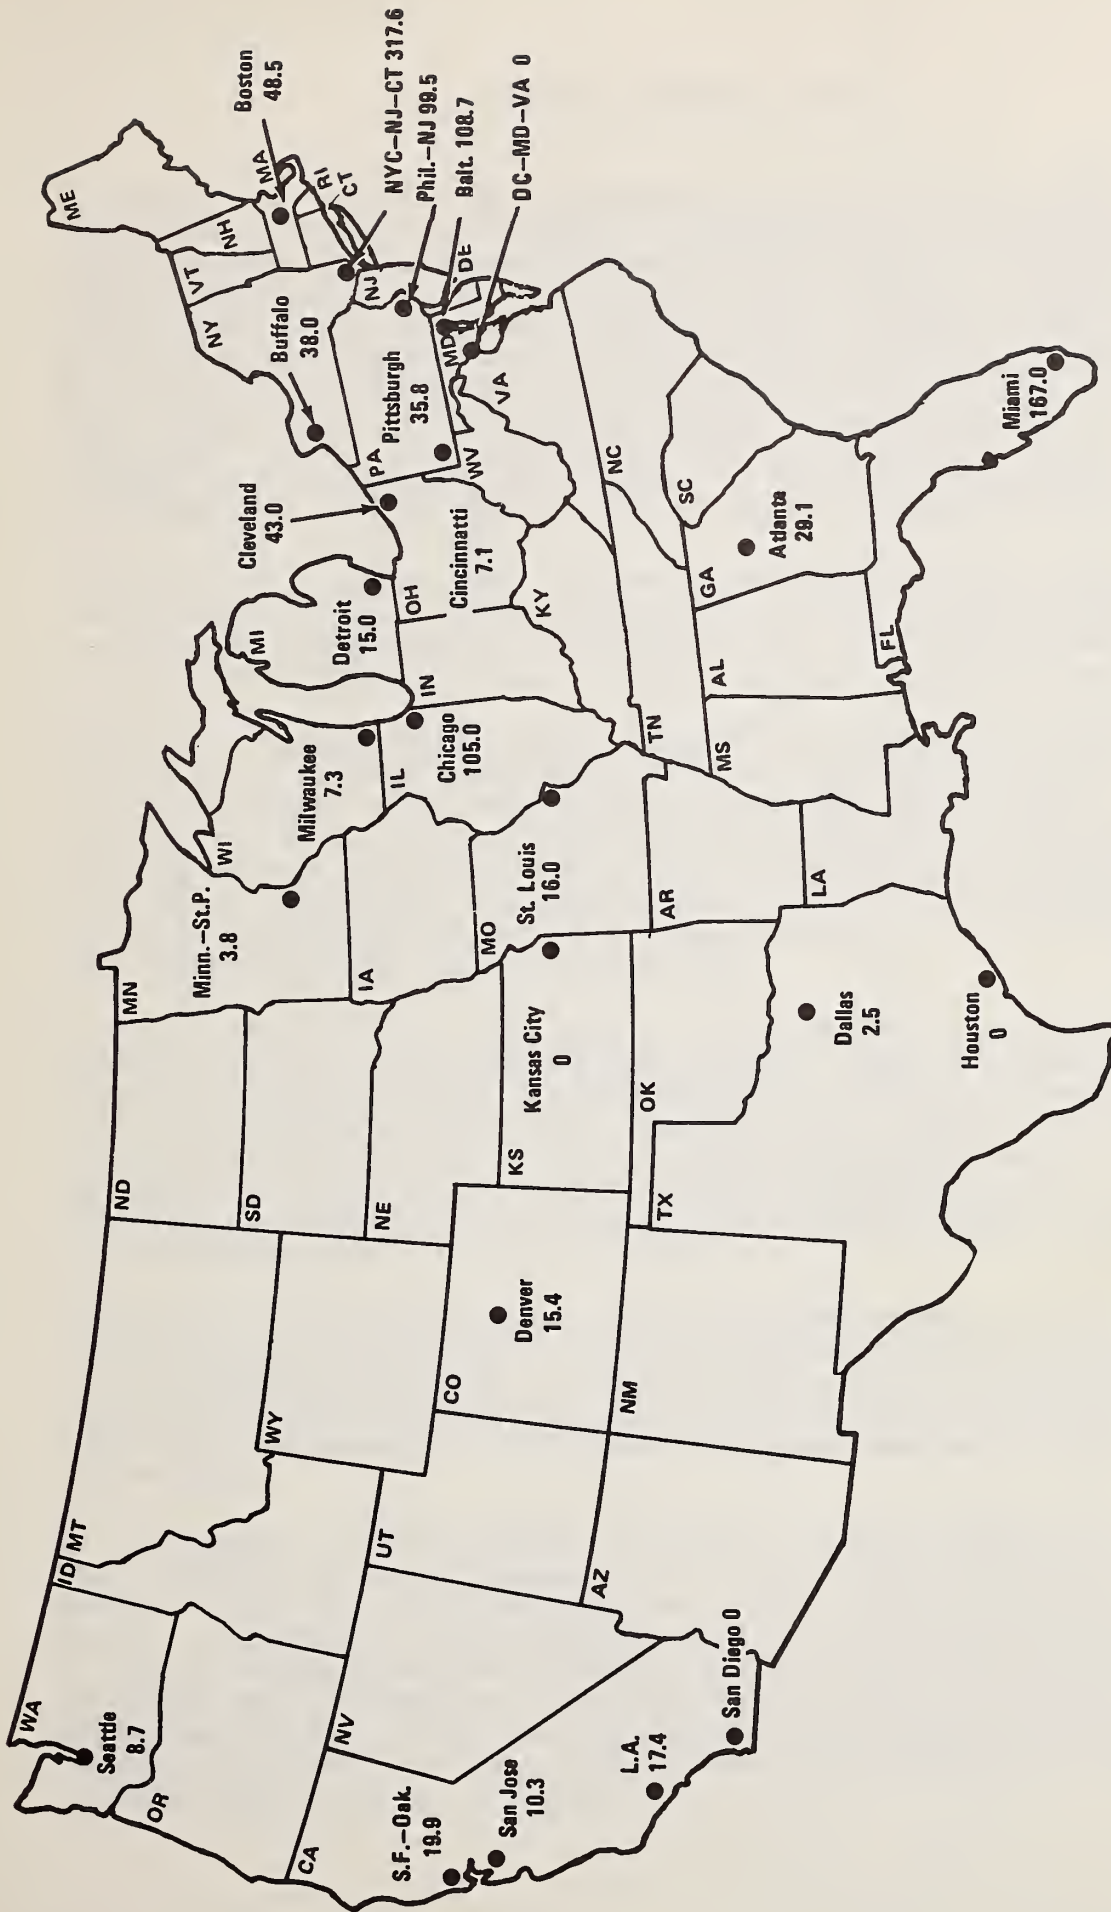 WA
Seattle
8.7
OR
ID
MT
ND
MN
Minn.–St.P.
3.8
WI
Milwaukee
7.3
MI
Detroit
15.0
Cleveland
43.0
Buffalo
38.0
NY
VT
NH
ME
MA
Boston
48.5
RI
CT
NYC–NJ–CT 317.6
Phil.–NJ 99.5
Balt. 108.7
DC–MD–VA 0
NJ
DE
MD
PA
Pittsburgh
35.8
OH
Cincinnatti
7.1
IN
IL
Chicago
105.0
IA
SD
WY
NE
CA
S.F.–Oak.
19.9
San Jose
10.3
L.A.
17.4
San Diego 0
NV
UT
CO
Denver
15.4
KS
Kansas City
0
MO
St. Louis
16.0
KY
WV
VA
AZ
NM
TX
OK
AR
TN
NC
SC
Dallas
2.5
Houston
0
LA
MS
AL
GA
Atlanta
29.1
FL
Miami
167.0